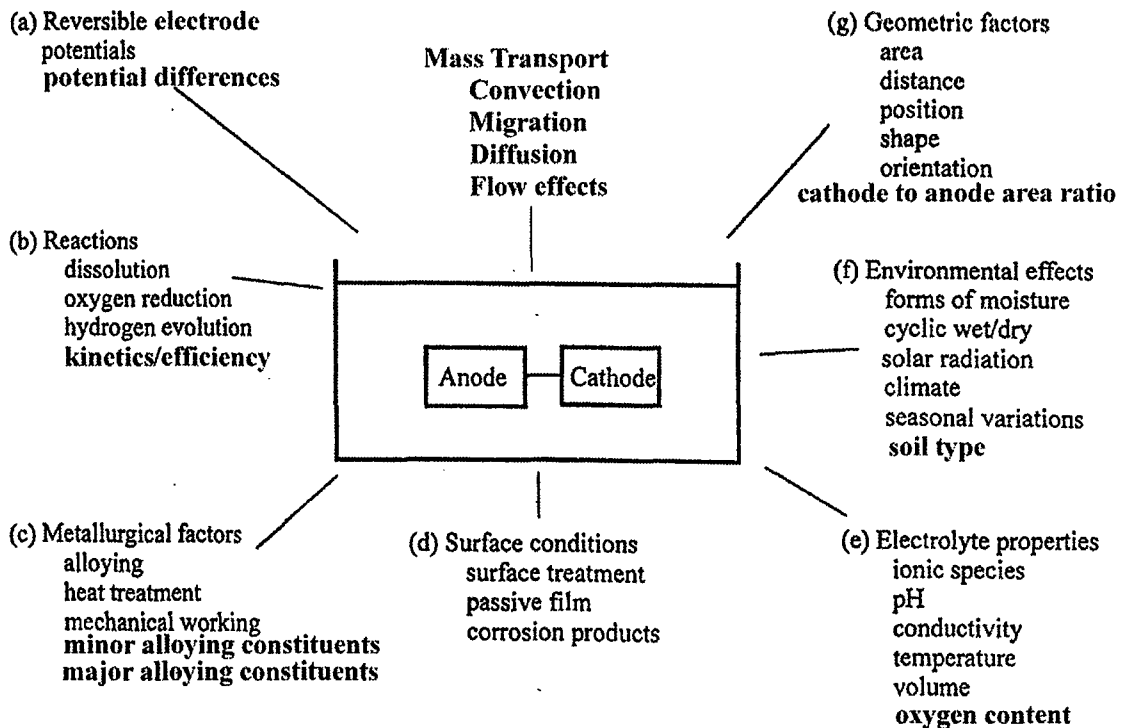 (a) Reversible electrode
potentials
potential differences
Mass Transport
Convection
Migration
Diffusion
Flow effects
(g) Geometric factors
area
distance
position
shape
orientation
cathode to anode area ratio
(b) Reactions
dissolution
oxygen reduction
hydrogen evolution
kinetics/efficiency
Anode
Cathode
(f) Environmental effects
forms of moisture
cyclic wet/dry
solar radiation
climate
seasonal variations
soil type
(c) Metallurgical factors
alloying
heat treatment
mechanical working
minor alloying constituents
major alloying constituents
(d) Surface conditions
surface treatment
passive film
corrosion products
(e) Electrolyte properties
ionic species
pH
conductivity
temperature
volume
oxygen content